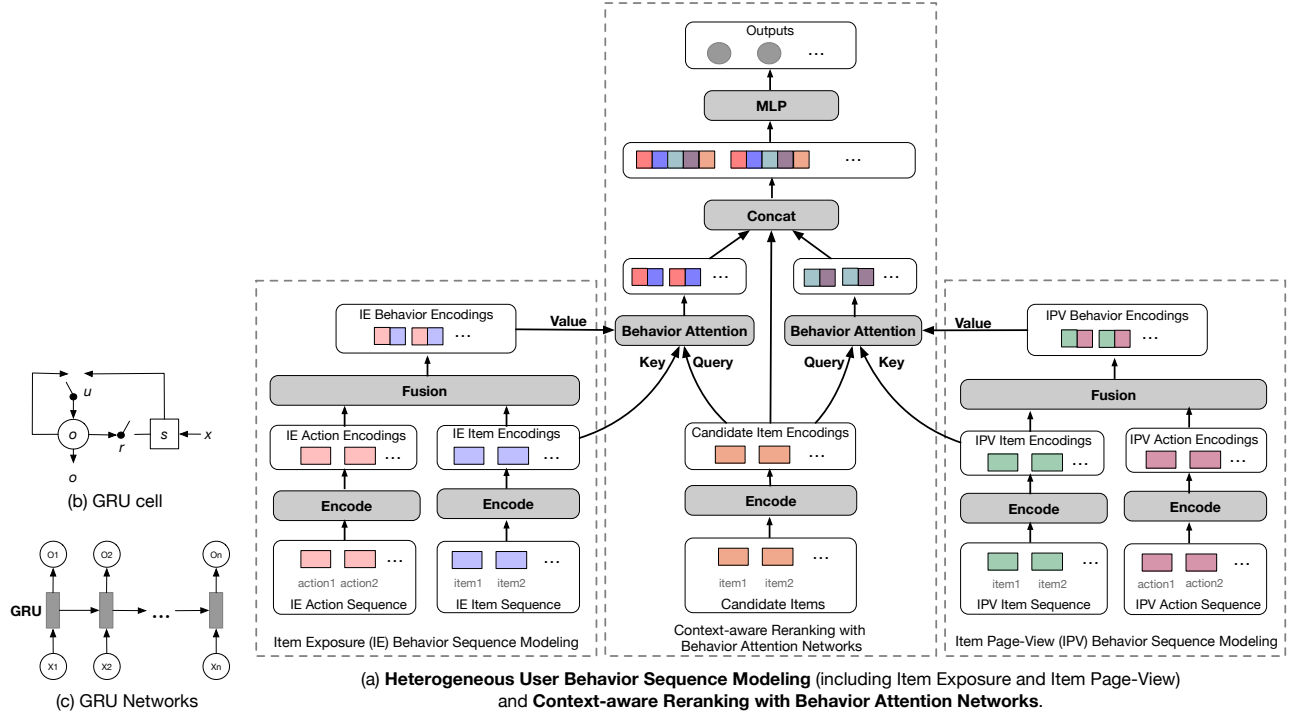 Outputs
...
MLP
...
Concat
... ...
IE Behavior Encodings
...
Value
Behavior Attention
Behavior Attention
Value
IPV Behavior Encodings
...
Key
Query
Query
Key
Fusion
Fusion
IE Action Encodings
...
IE Item Encodings
...
Candidate Item Encodings
...
IPV Item Encodings
...
IPV Action Encodings
...
Encode
Encode
Encode
Encode
Encode
...
action1 action2
IE Action Sequence
...
item1 item2
IE Item Sequence
...
item1 item2
Candidate Items
...
item1 item2
IPV Item Sequence
...
action1 action2
IPV Action Sequence
Item Exposure (IE) Behavior Sequence Modeling
Context-aware Reranking with
Behavior Attention Networks
Item Page-View (IPV) Behavior Sequence Modeling
u
o
r
s
x
o
(b) GRU cell
O1 O2 On
GRU
...
X1 X2 Xn
(c) GRU Networks
(a) Heterogeneous User Behavior Sequence Modeling (including Item Exposure and Item Page-View)
and Context-aware Reranking with Behavior Attention Networks.